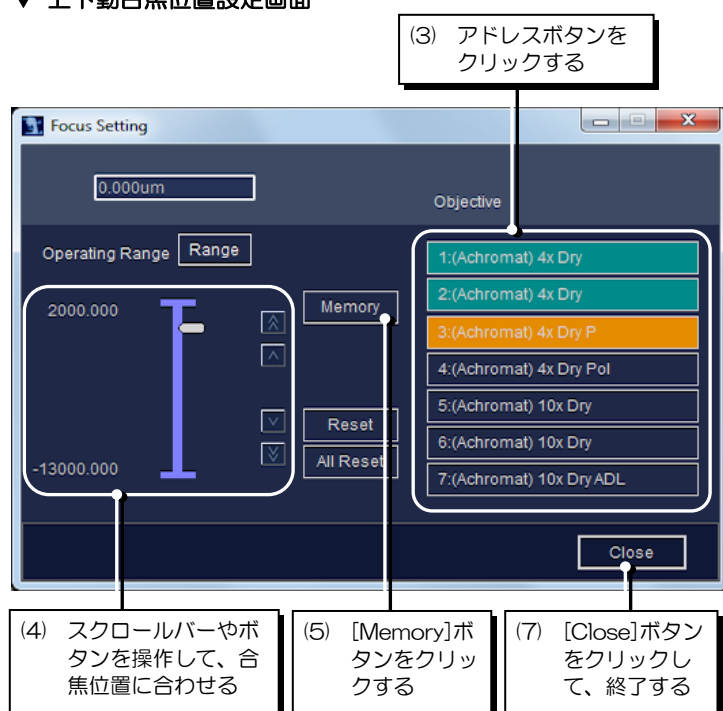 ▼ 上下動合焦位置設定画面
(3) アドレスボタンを
クリックする
Focus Setting
0.000um
Objective
Operating Range
Range
2000.000
-13000.000
Memory
Reset
All Reset
1:(Achromat) 4x Dry
2:(Achromat) 4x Dry
3:(Achromat) 4x Dry P
4:(Achromat) 4x Dry Pol
5:(Achromat) 10x Dry
6:(Achromat) 10x Dry
7:(Achromat) 10x Dry ADL
Close
(4) スクロールバーやボ
タンを操作して、合
焦位置に合わせる
(5) [Memory]ボ
タンをクリッ
クする
(7) [Close]ボタン
をクリックし
て、終了する